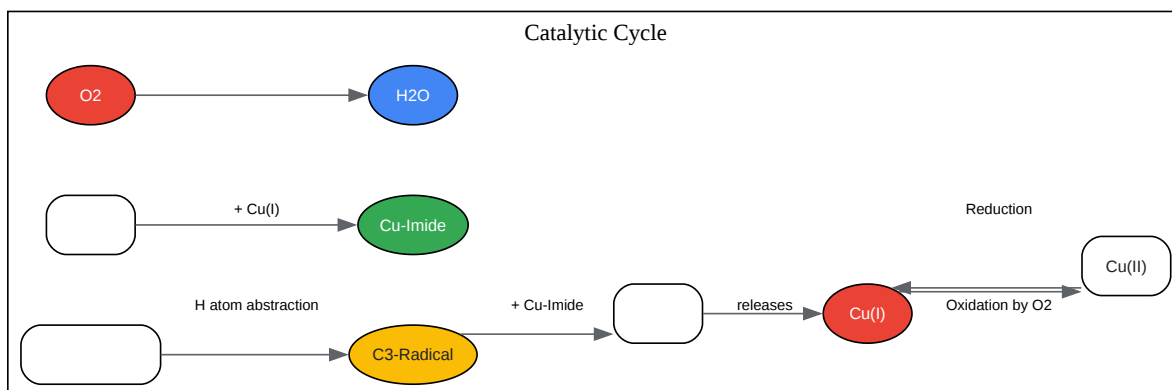 Catalytic Cycle
O2
H2O
+ Cu(I)
Cu-Imide
Reduction
Cu(II)
H atom abstraction
+ Cu-Imide
releases
Cu(I)
Oxidation by O2
C3-Radical